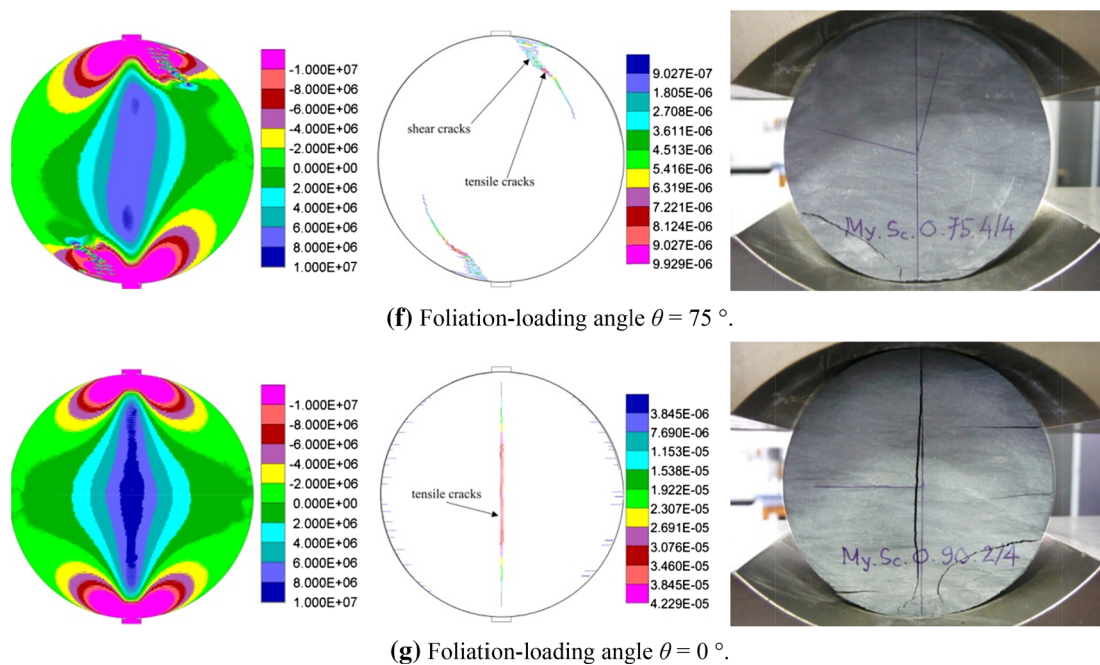 -1.000E+07
-8.000E+06
-6.000E+06
-4.000E+06
-2.000E+06
0.000E+00
2.000E+06
4.000E+06
6.000E+06
8.000E+06
1.000E+07
shear cracks
tensile cracks
9.027E-07
1.805E-06
2.708E-06
3.611E-06
4.513E-06
5.416E-06
6.319E-06
7.221E-06
8.124E-06
9.027E-06
9.929E-06
My.Sc.0.75.4/4
(f) Foliation-loading angle θ = 75 °.
-1.000E+07
-8.000E+06
-6.000E+06
-4.000E+06
-2.000E+06
0.000E+00
2.000E+06
4.000E+06
6.000E+06
8.000E+06
1.000E+07
tensile cracks
3.845E-06
7.690E-06
1.153E-05
1.538E-05
1.922E-05
2.307E-05
2.691E-05
3.076E-05
3.460E-05
3.845E-05
4.229E-05
My.Sc.0.90.2/4
(g) Foliation-loading angle θ = 0 °.